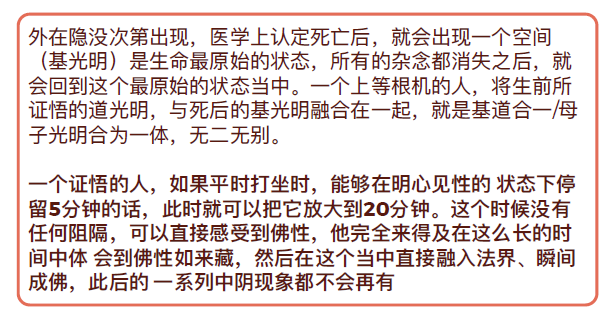 外在隐没次第出现，医学上认定死亡后，就会出现一个空间
（基光明）是生命最原始的状态，所有的杂念都消失之后，就
会回到这个最原始的状态当中。一个上等根机的人，将生前所
证悟的道光明，与死后的基光明融合在一起，就是基道合一/母
子光明合为一体，无二无别。
一个证悟的人，如果平时打坐时，能够在明心见性的 状态下停
留5分钟的话，此时就可以把它放大到20分钟。这个时候没有
任何阻隔，可以直接感受到佛性，他完全来得及在这么长的时
间中体 会到佛性如来藏，然后在这个当中直接融入法界、瞬间
成佛，此后的 一系列中阴现象都不会再有